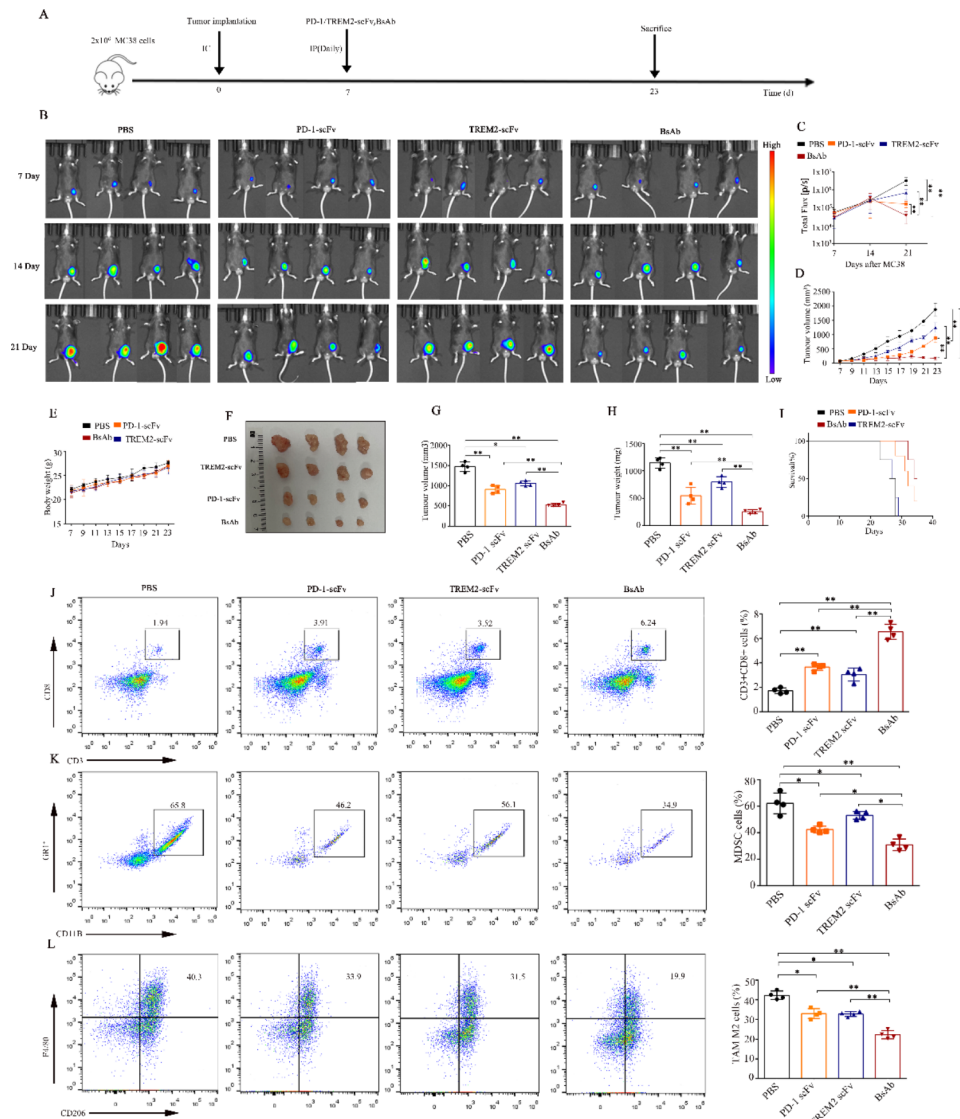 A
Tumor implantation
PD-1/TREM2-scFv,BsAb
Sacrifice
2x10⁶ MC38 cells
IP(Daily)
0
7
23
Time (d)
B
PBS
PD-1-scFv
TREM2-scFv
BsAb
7 Day
14 Day
21 Day
High
Low
C
PBS
PD-1-scFv
TREM2-scFv
BsAb
Total Flux [p/s]
7
14
21
Days after MC38
**
**
**
**
D
Tumour volume (mm³)
2500
2000
1500
1000
500
0
7 9 11 13 15 17 19 21 23
Days
**
**
**
E
PBS
PD-1-scFv
BsAb
TREM2-scFv
Body weight (g)
30
25
20
15
7 9 11 13 15 17 19 21 23
Days
F
PBS
TREM2-scFv
PD-1-scFv
BsAb
G
Tumour volume (mm3)
2000
1500
1000
500
0
**
*
**
**
**
PBS
PD-1 scFv
TREM2 scFv
BsAb
H
Tumour weight (mg)
1500
1000
500
0
**
**
**
**
**
PBS
PD-1 scFv
TREM2 scFv
BsAb
I
PBS
PD-1-scFv
BsAb
TREM2-scFv
Survival(%)
100
50
0
0 10 20 30 40
Days
J
PBS
PD-1-scFv
TREM2-scFv
BsAb
1.94
3.91
3.52
6.24
CD8
CD3
CD3+CD8+ cells (%)
8
6
4
2
0
**
**
**
**
**
PBS
PD-1 scFv
TREM2 scFv
BsAb
K
65.8
46.2
56.1
34.9
GR1⁺
CD11B
MDSC cells (%)
80
60
40
20
0
**
*
*
*
*
PBS
PD-1 scFv
TREM2 scFv
BsAb
L
40.3
33.9
31.5
19.9
F4/80
CD206
TAM M2 cells (%)
50
40
30
20
10
0
**
*
*
**
**
PBS
PD-1 scFv
TREM2 scFv
BsAb